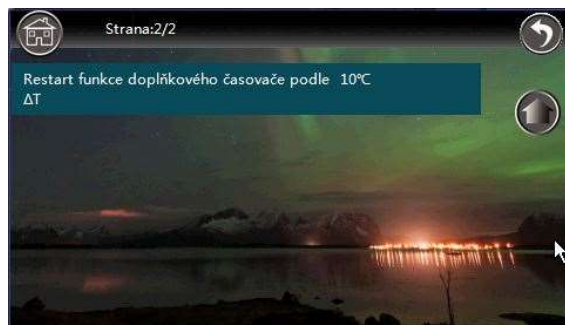 Strana:2/2
Restart funkce doplňkového časovače podle 10℃
ΔT